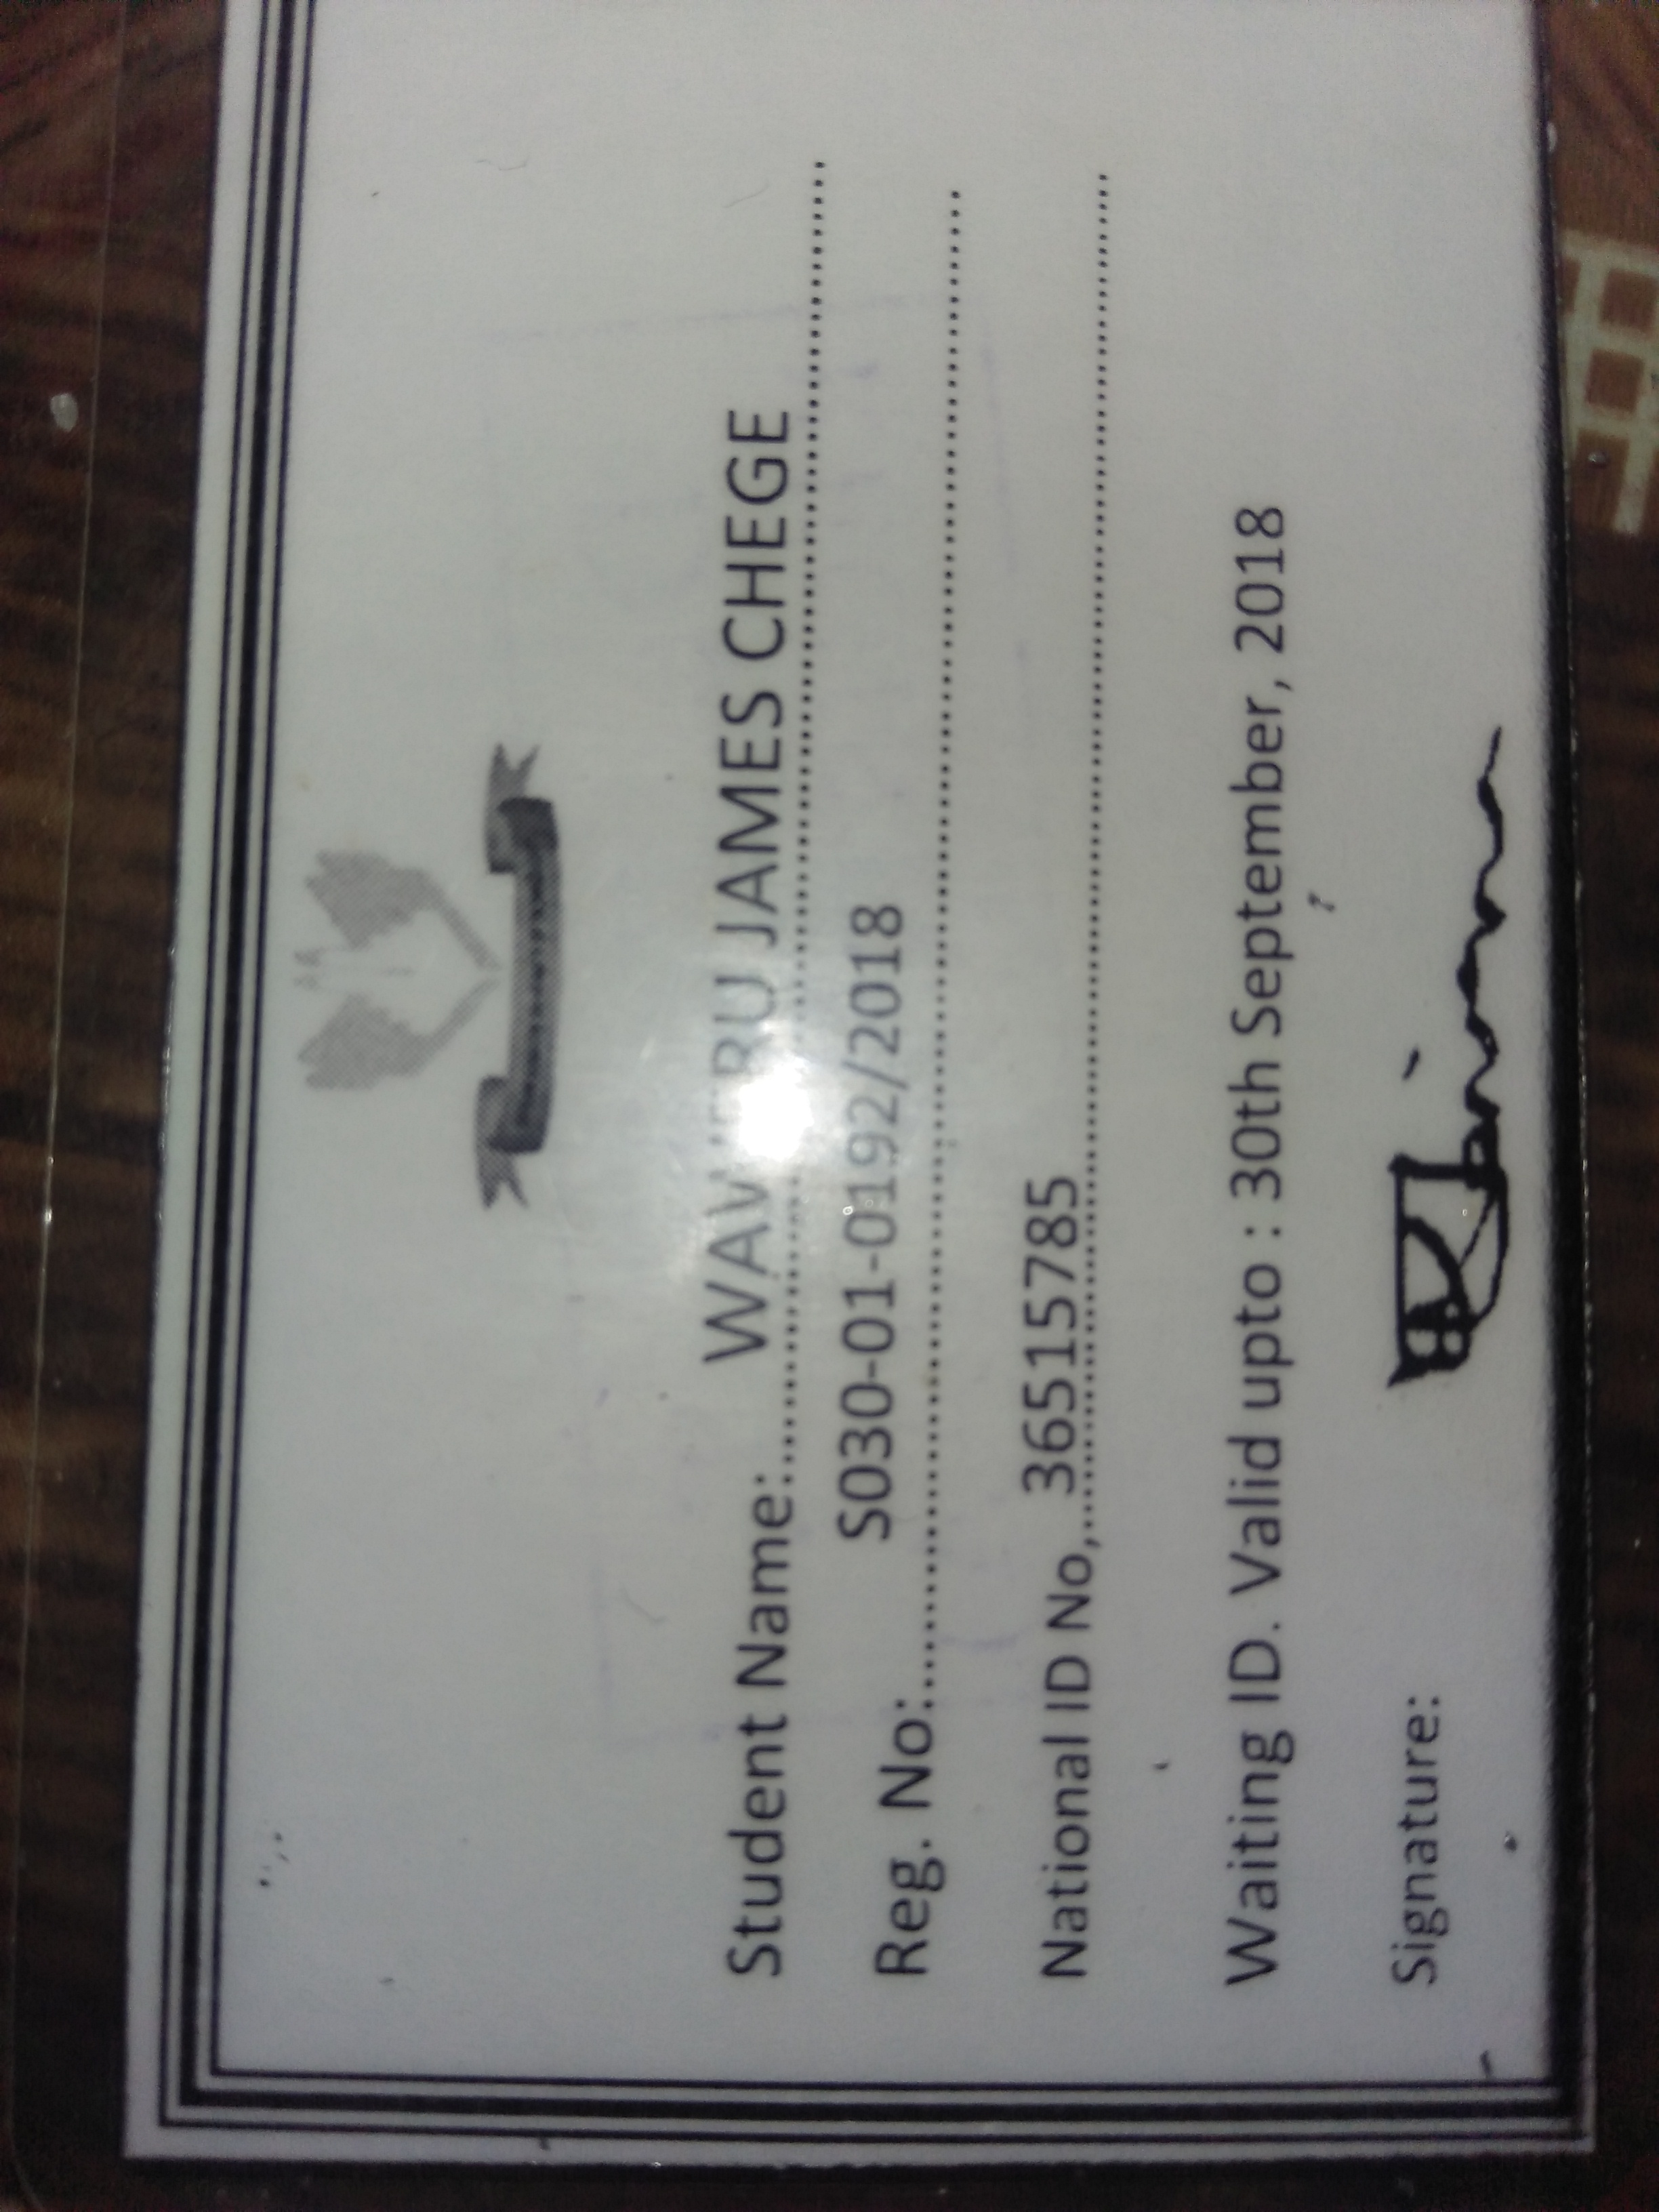 Student Name:.......WAWERU JAMES CHEGE.......
Reg. No:.......S030-01-0192/2018.......
National ID No,...36515785.......
Waiting ID. Valid upto : 30th September, 2018
Signature: